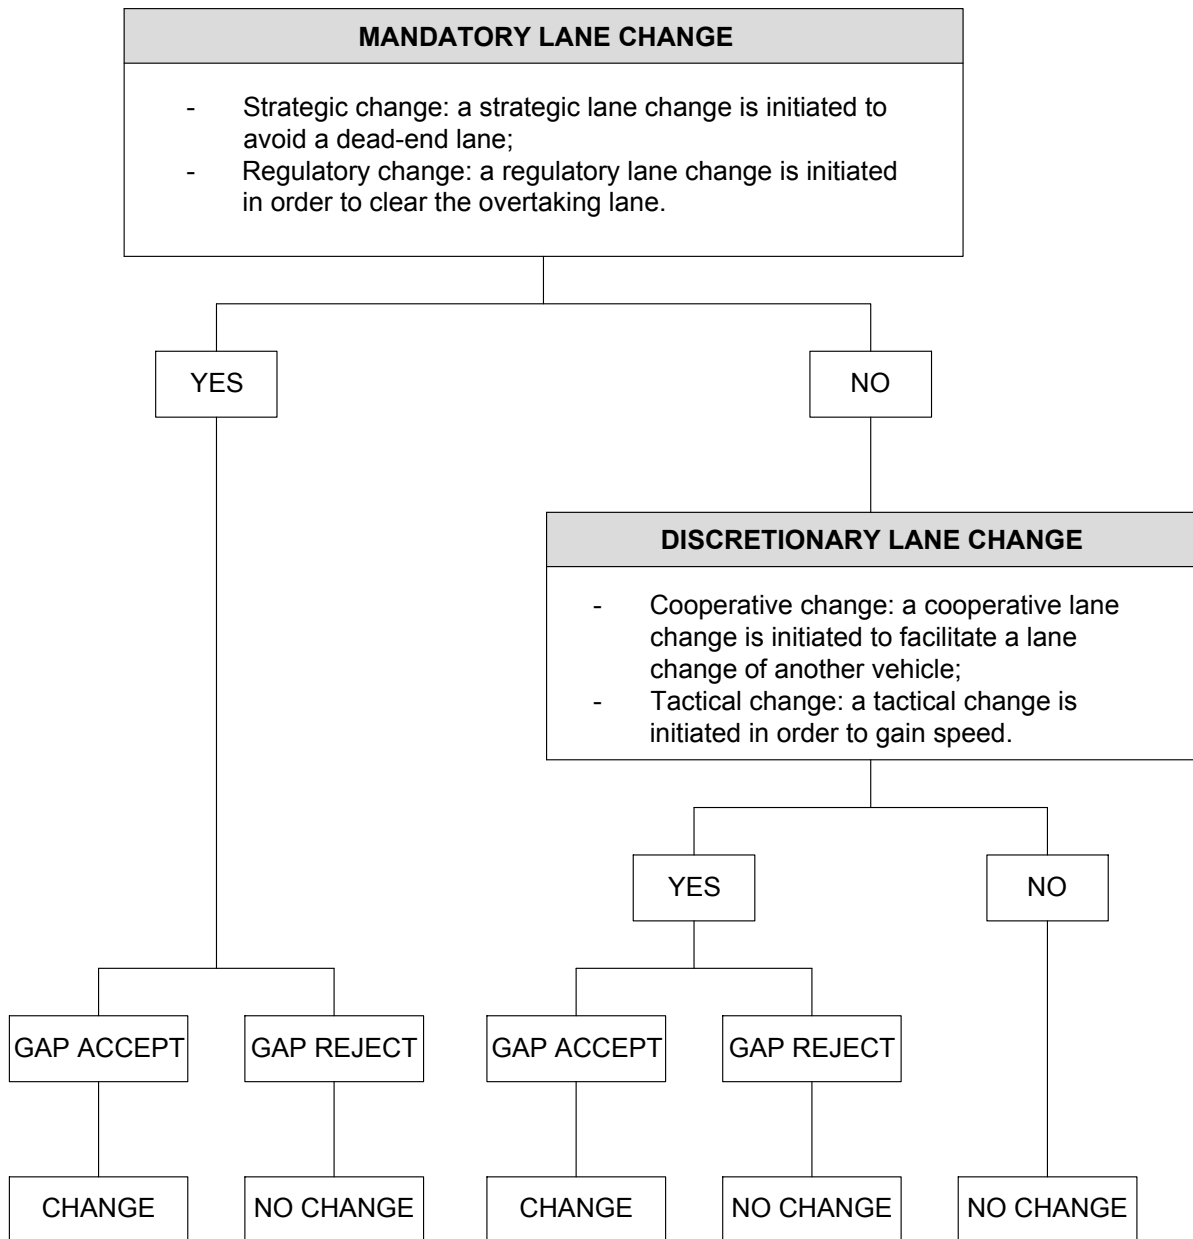 MANDATORY LANE CHANGE
- Strategic change: a strategic lane change is initiated to
avoid a dead-end lane;
- Regulatory change: a regulatory lane change is initiated
in order to clear the overtaking lane.
YES
NO
DISCRETIONARY LANE CHANGE
- Cooperative change: a cooperative lane
change is initiated to facilitate a lane
change of another vehicle;
- Tactical change: a tactical change is
initiated in order to gain speed.
YES
NO
GAP ACCEPT
GAP REJECT
GAP ACCEPT
GAP REJECT
CHANGE
NO CHANGE
CHANGE
NO CHANGE
NO CHANGE